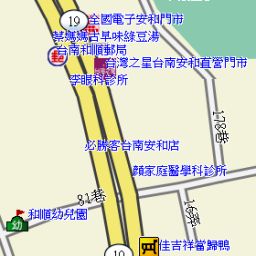 19
全國電子安和門市
葉媽媽古早味綠豆湯
台南和順郵局
台灣之星台南安和直營門市
李眼科診所
必勝客台南安和店
178巷
顏家庭醫學科診所
81巷
16巷
和順幼兒園
幼
佳吉祥當歸鴨
19